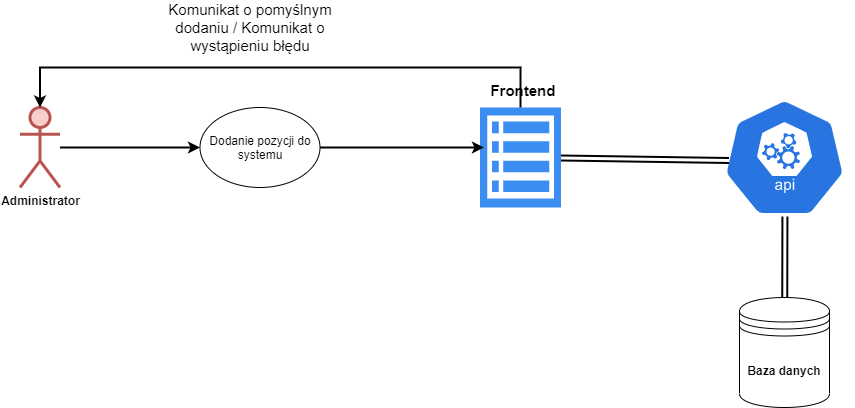 Komunikat o pomyślnym
dodaniu / Komunikat o
wystąpieniu błędu
Frontend
Dodanie pozycji do
systemu
api
Administrator
Baza danych